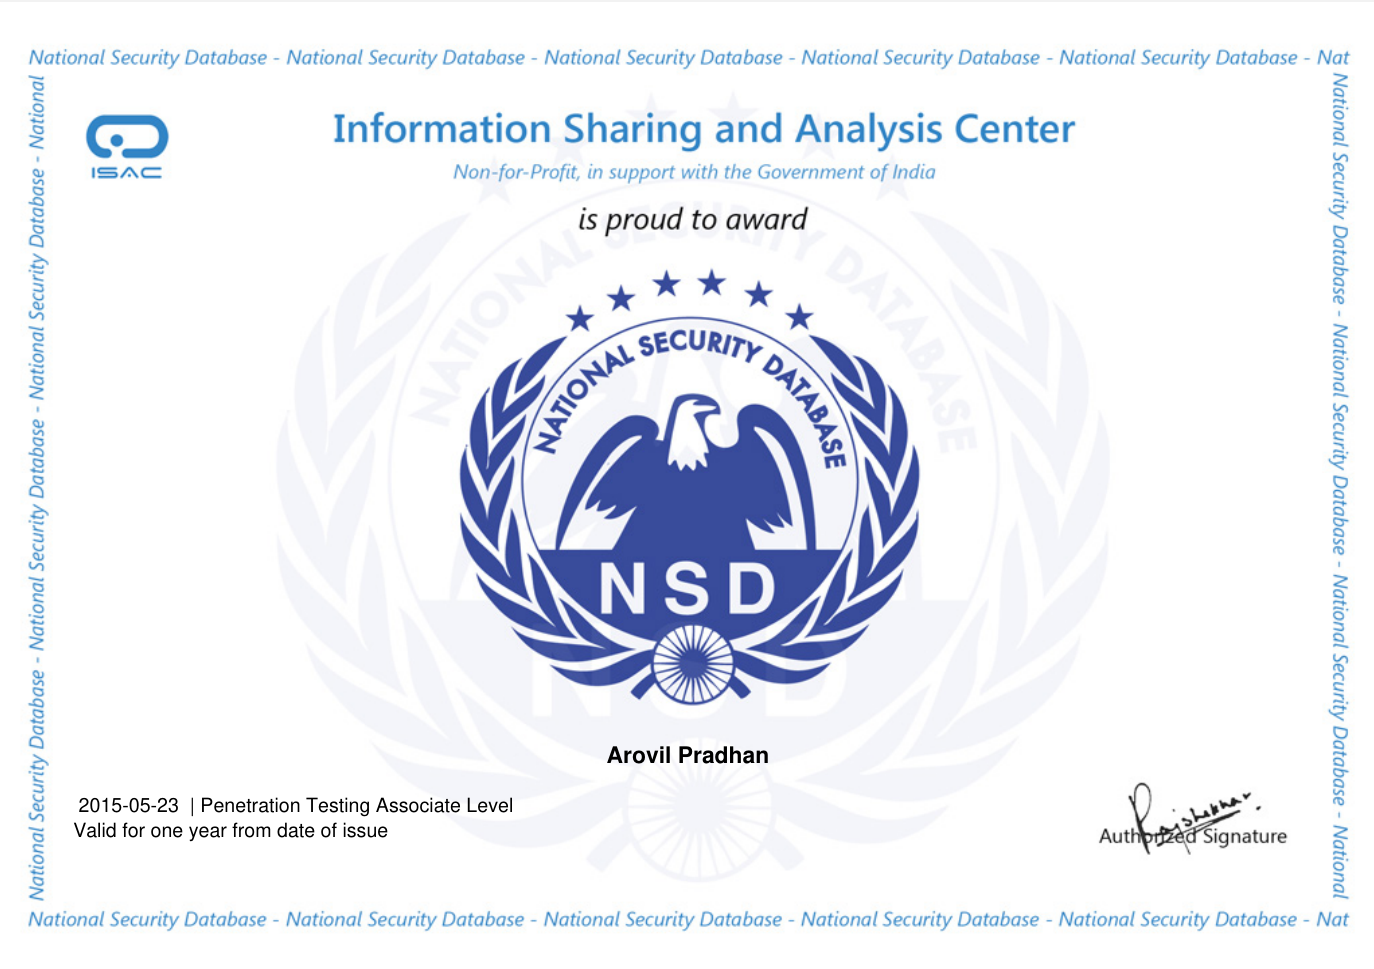 National Security Database - National Security Database - National Security Database - National Security Database - National Security Database - Nat
National Security Database - National Security Database - National Security Database - National
National Security Database - National Security Database - National Security Database - National
ISAC
Information Sharing and Analysis Center
Non-for-Profit, in support with the Government of India
is proud to award
NATIONAL SECURITY DATABASE
NSD
NATIONAL SECURITY DATABASE
NSD
Arovil Pradhan
2015-05-23 | Penetration Testing Associate Level
Valid for one year from date of issue
Rajshekhar
Authorized Signature
National Security Database - National Security Database - National Security Database - National Security Database - National Security Database - Nat